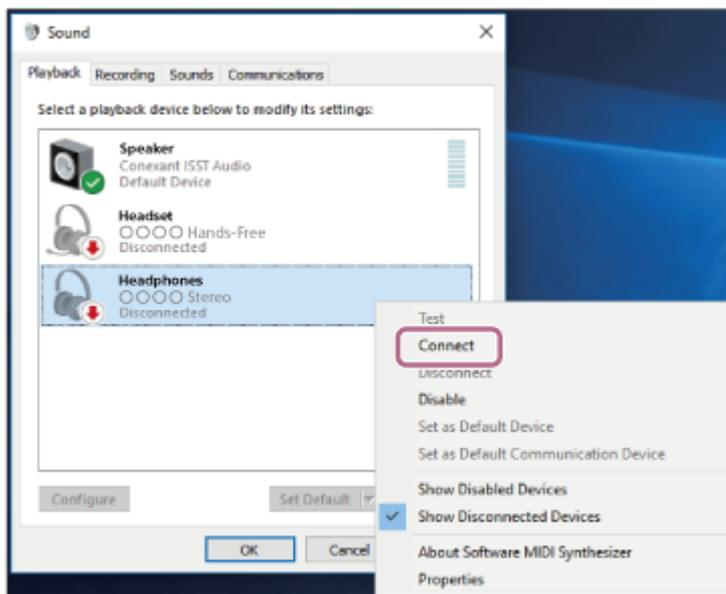 Sound
Playback Recording Sounds Communications
Select a playback device below to modify its settings:
Speaker
Conexant ISST Audio
Default Device
Headset
○○○○ Hands-Free
Disconnected
Headphones
○○○○ Stereo
Disconnected
Configure Set Default
OK Cancel
Test
Connect
Disconnect
Disable
Set as Default Device
Set as Default Communication Device
Show Disabled Devices
Show Disconnected Devices
About Software MIDI Synthesizer
Properties